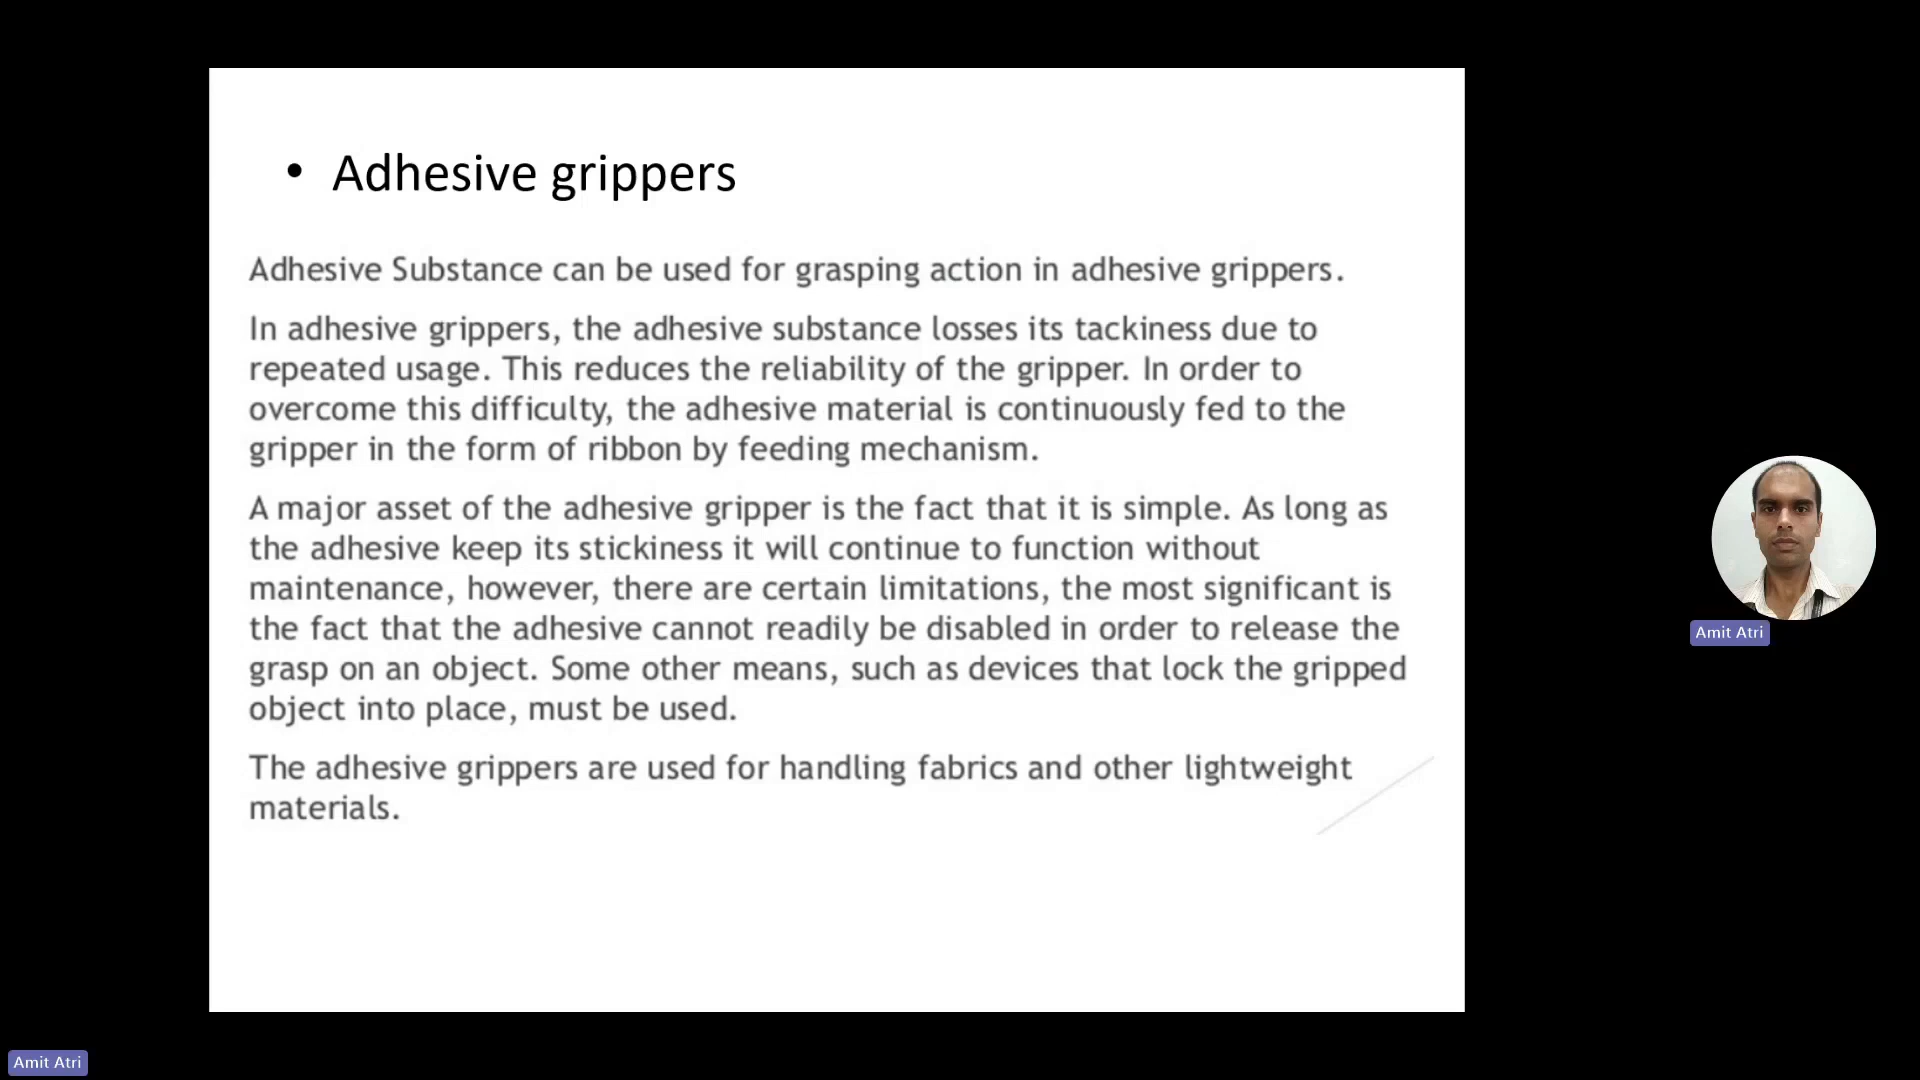 • Adhesive grippers
Adhesive Substance can be used for grasping action in adhesive grippers.
In adhesive grippers, the adhesive substance losses its tackiness due to
repeated usage. This reduces the reliability of the gripper. In order to
overcome this difficulty, the adhesive material is continuously fed to the
gripper in the form of ribbon by feeding mechanism.
A major asset of the adhesive gripper is the fact that it is simple. As long as
the adhesive keep its stickiness it will continue to function without
maintenance, however, there are certain limitations, the most significant is
the fact that the adhesive cannot readily be disabled in order to release the
grasp on an object. Some other means, such as devices that lock the gripped
object into place, must be used.
The adhesive grippers are used for handling fabrics and other lightweight
materials.
Amit Atri
Amit Atri